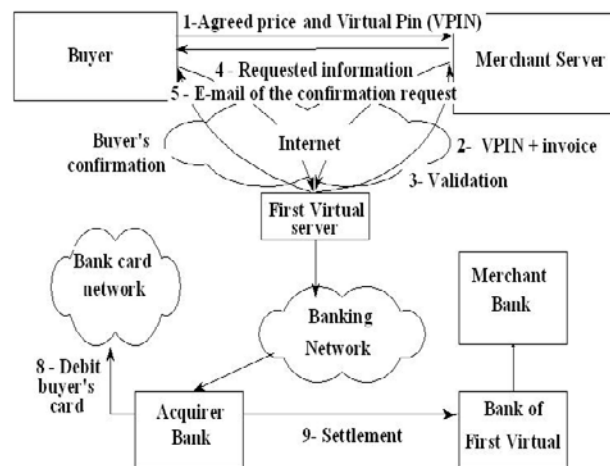 1-Agreed price and Virtual Pin (VPIN)
Buyer
Merchant Server
4 - Requested information
5 - E-mail of the confirmation request
Buyer's
confirmation
Internet
2- VPIN + invoice
3- Validation
First Virtual
server
Bank card
network
Merchant
Bank
Banking
Network
8 - Debit
buyer's
card
Acquirer
Bank
9- Settlement
Bank of
First Virtual